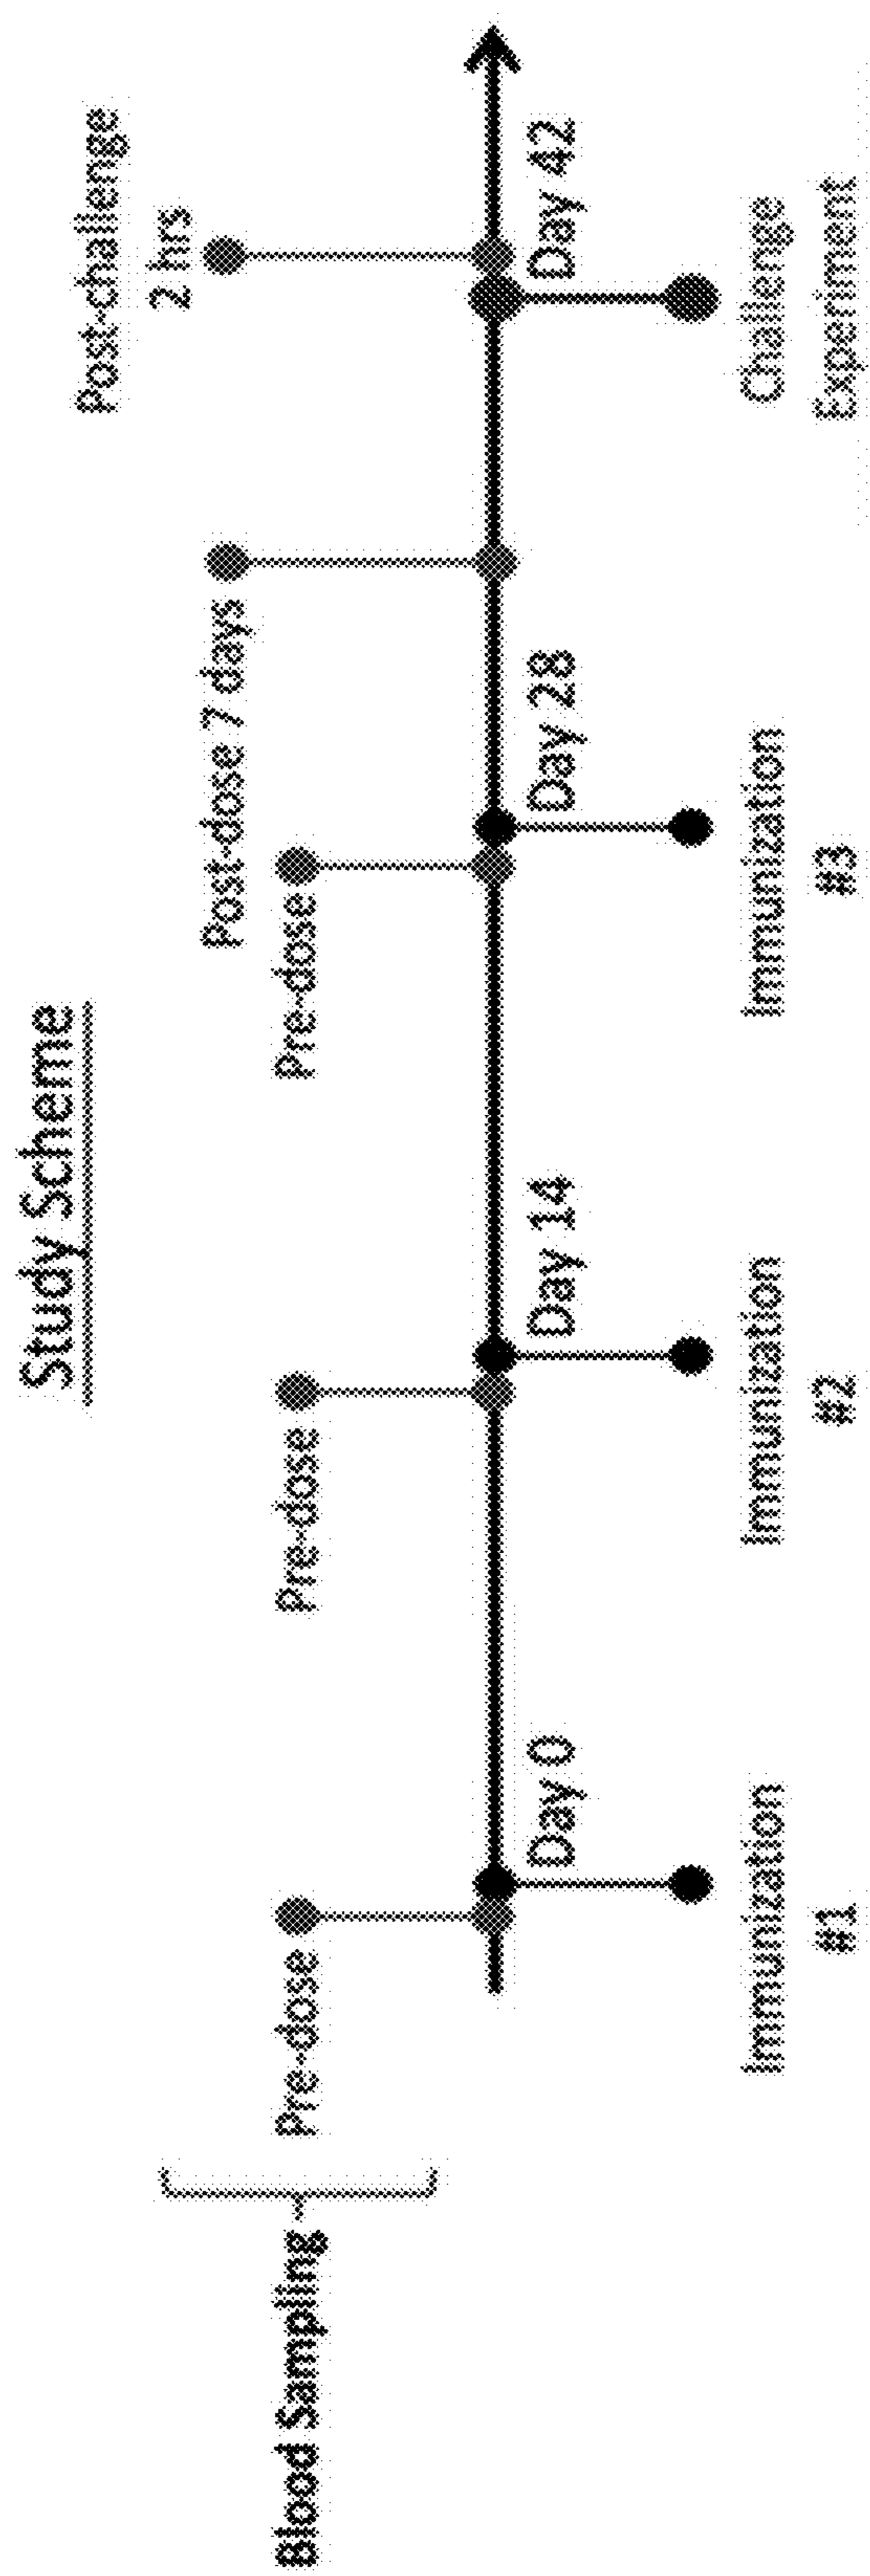 Study Scheme
Post-challenge
2 hrs
Post-dose 7 days
Blood Sampling
Pre-dose
Pre-dose
Pre-dose
Day 0
Day 14
Day 28
Day 42
Immunization
#1
Immunization
#2
Immunization
#3
Challenge
Experiment